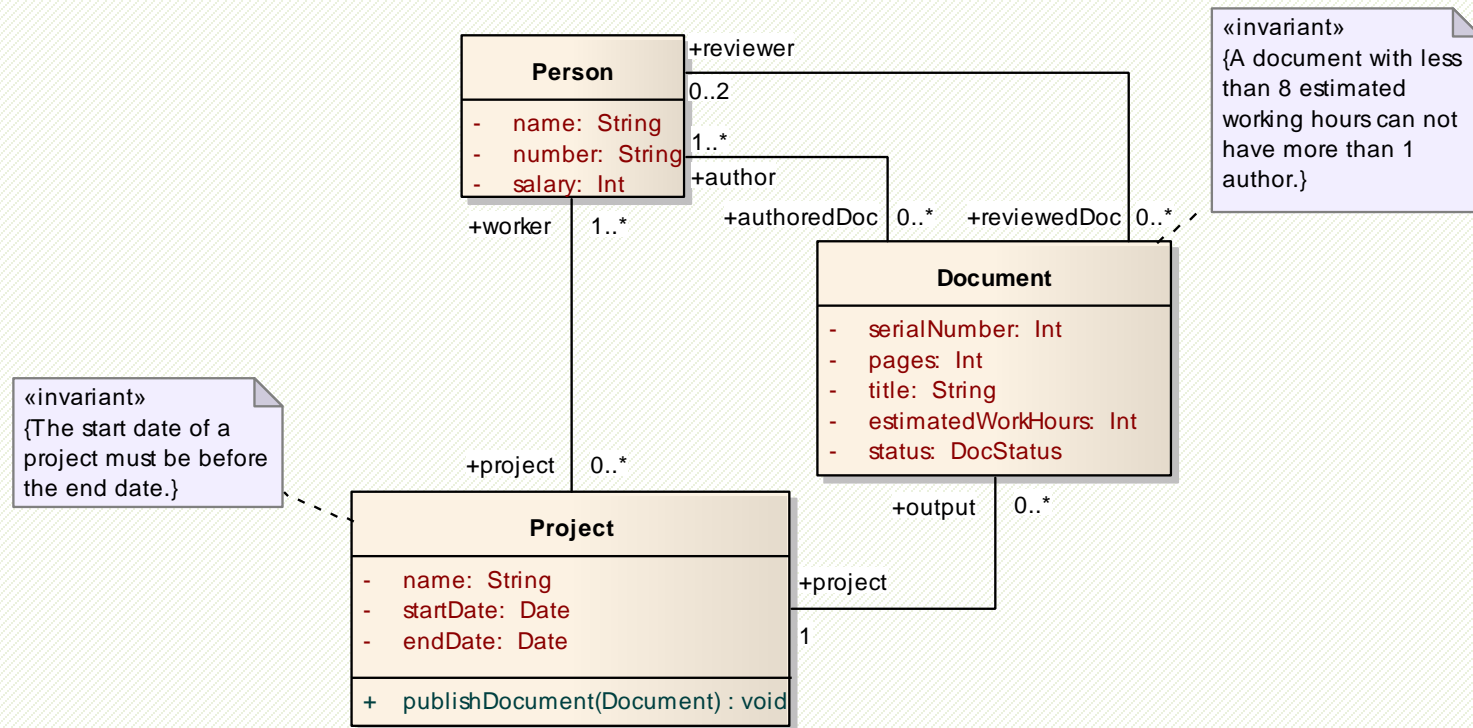 «invariant»
{A document with less
than 8 estimated
working hours can not
have more than 1
author.}
+reviewer
0..2
Person
- name: String
- number: String
- salary: Int
1..*
+author
+worker 1..*
+authoredDoc 0..*
+reviewedDoc 0..*
Document
- serialNumber: Int
- pages: Int
- title: String
- estimatedWorkHours: Int
- status: DocStatus
«invariant»
{The start date of a
project must be before
the end date.}
+project 0..*
+output 0..*
Project
- name: String
- startDate: Date
- endDate: Date
+ publishDocument(Document) : void
+project
1